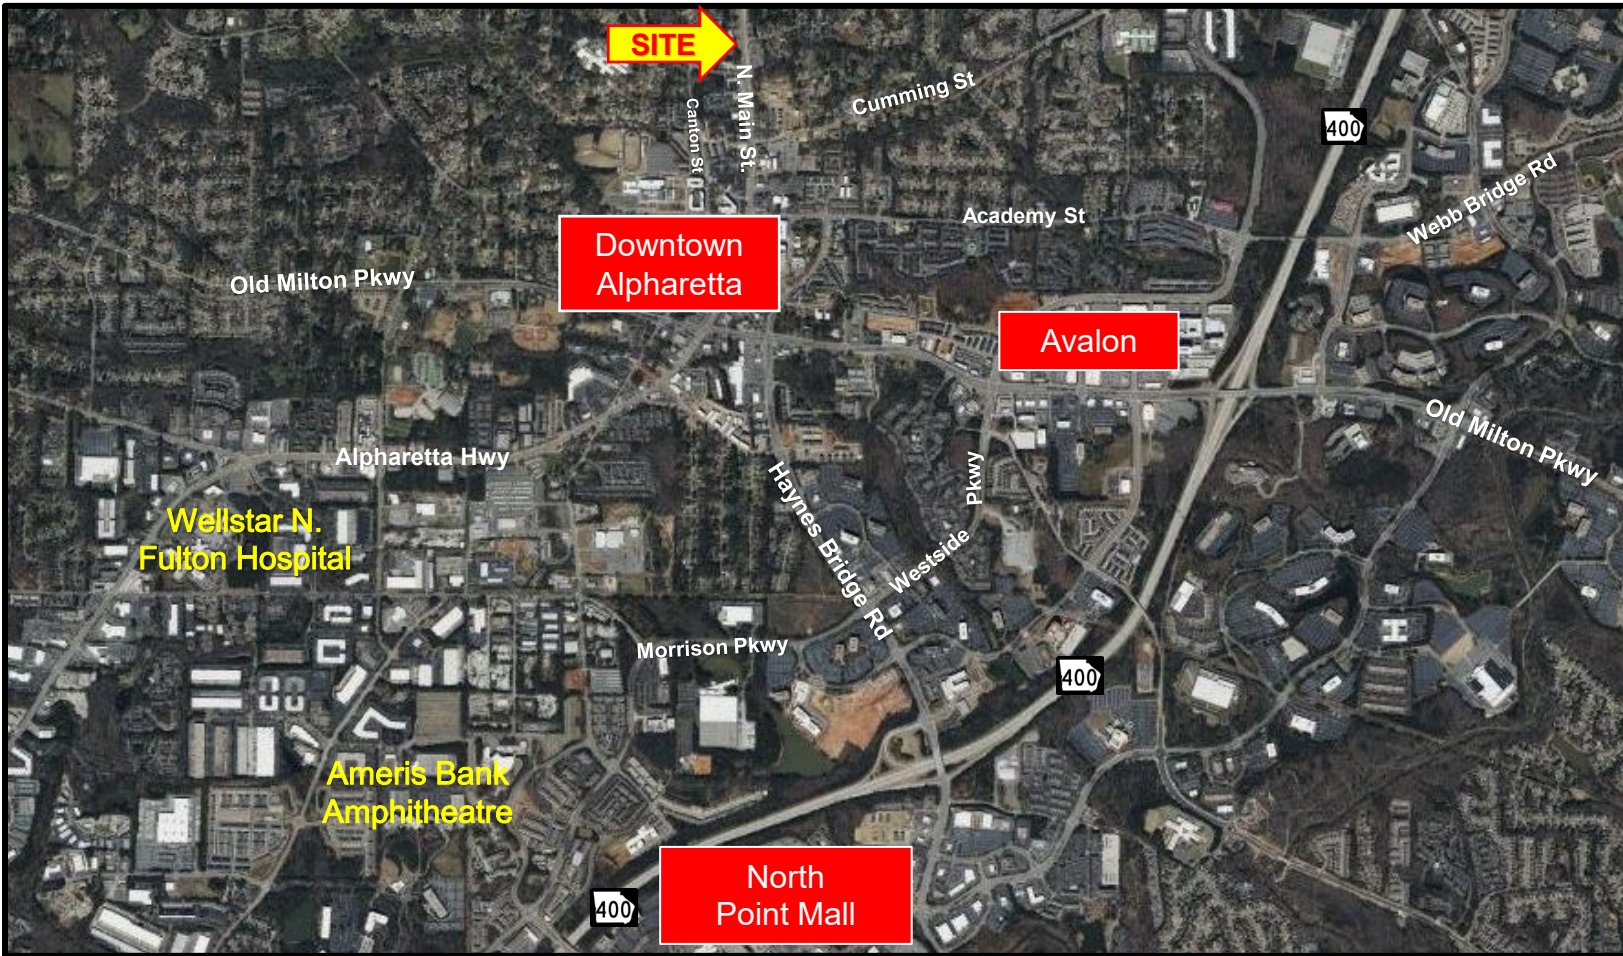 SITE
N. Main St.
Canton St
Cumming St
400
Webb Bridge Rd
Academy St
Downtown
Alpharetta
Old Milton Pkwy
Avalon
Old Milton Pkwy
Alpharetta Hwy
Haynes Bridge Rd
Westside
Pkwy
Wellstar N.
Fulton Hospital
Morrison Pkwy
400
Ameris Bank
Amphitheatre
North
Point Mall
400